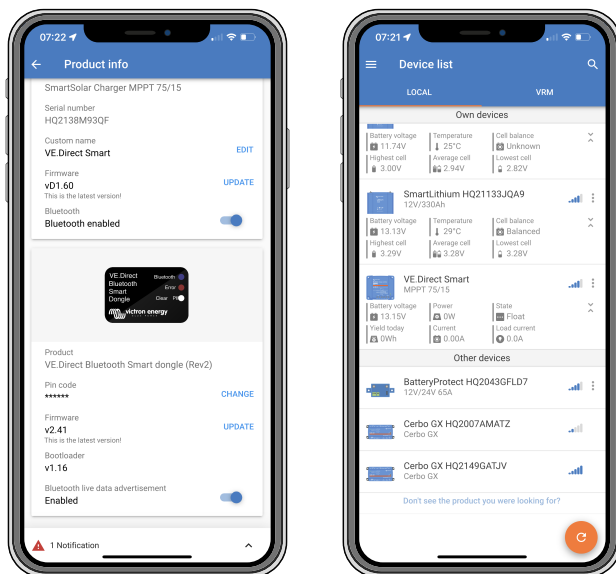 07:22
Product info
SmartSolar Charger MPPT 75/15
Serial number
HQ2138M93QF
Custom name
VE.Direct Smart
EDIT
Firmware
vD1.60
UPDATE
This is the latest version!
Bluetooth
Bluetooth enabled
VE.Direct
Bluetooth
Smart
Dongle
Bluetooth
Error
Clear PIN
victron energy
Product
VE.Direct Bluetooth Smart dongle (Rev2)
Pin code
******
CHANGE
Firmware
v2.41
UPDATE
This is the latest version!
Bootloader
v1.16
Bluetooth live data advertisement
Enabled
1 Notification
07:21
Device list
LOCAL VRM
Own devices
Battery voltage Temperature Cell balance
11.74V 25°C Unknown
Highest cell Average cell Lowest cell
3.00V 2.94V 2.82V
SmartLithium HQ21133JQA9
12V/330Ah
Battery voltage Temperature Cell balance
13.13V 29°C Balanced
Highest cell Average cell Lowest cell
3.29V 3.28V 3.28V
VE.Direct Smart
MPPT 75/15
Battery voltage Power State
13.15V 0W Float
Yield today Current Load current
0Wh 0.00A 0.0A
Other devices
BatteryProtect HQ2043GFLD7
12V/24V 65A
Cerbo GX HQ2007AMATZ
Cerbo GX
Cerbo GX HQ2149GATJV
Cerbo GX
Don't see the product you were looking for?